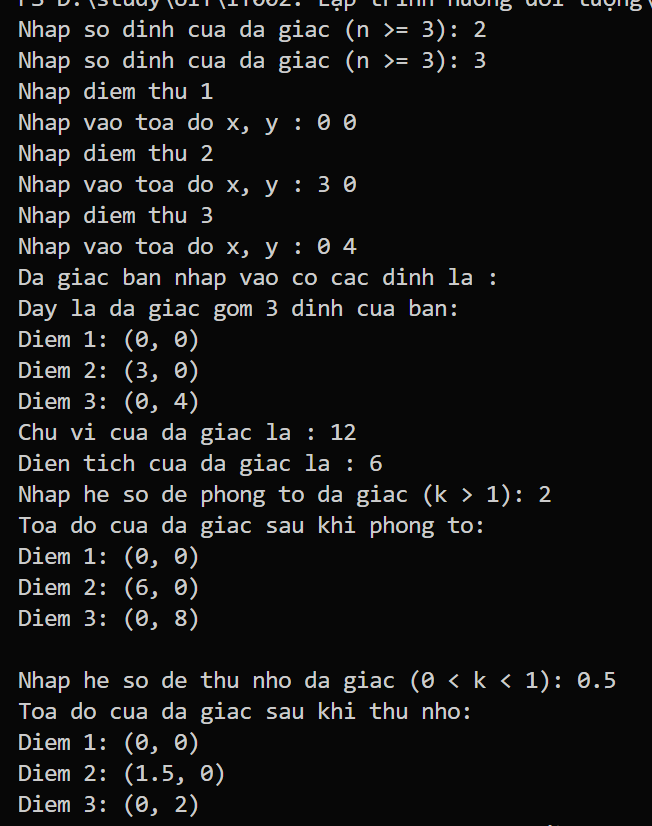 PS D:\study\UIT\IT002: Lập trình hướng đối tượng\
Nhap so dinh cua da giac (n >= 3): 2
Nhap so dinh cua da giac (n >= 3): 3
Nhap diem thu 1
Nhap vao toa do x, y : 0 0
Nhap diem thu 2
Nhap vao toa do x, y : 3 0
Nhap diem thu 3
Nhap vao toa do x, y : 0 4
Da giac ban nhap vao co cac dinh la :
Day la da giac gom 3 dinh cua ban:
Diem 1: (0, 0)
Diem 2: (3, 0)
Diem 3: (0, 4)
Chu vi cua da giac la : 12
Dien tich cua da giac la : 6
Nhap he so de phong to da giac (k > 1): 2
Toa do cua da giac sau khi phong to:
Diem 1: (0, 0)
Diem 2: (6, 0)
Diem 3: (0, 8)
Nhap he so de thu nho da giac (0 < k < 1): 0.5
Toa do cua da giac sau khi thu nho:
Diem 1: (0, 0)
Diem 2: (1.5, 0)
Diem 3: (0, 2)